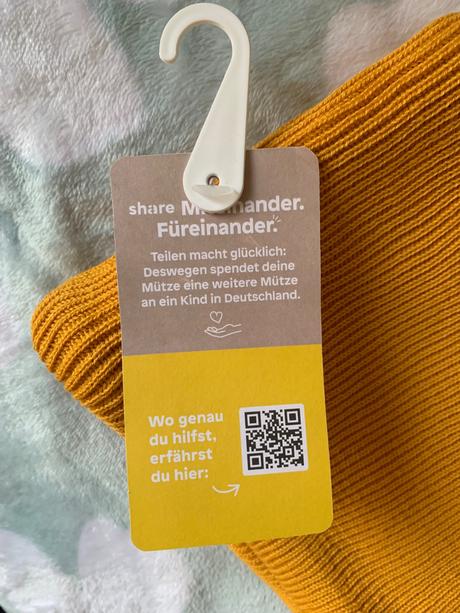 share Miteinander.
Füreinander.
Teilen macht glücklich:
Deswegen spendet deine
Mütze eine weitere Mütze
an ein Kind in Deutschland.
Wo genau
du hilfst,
erfährst
du hier: